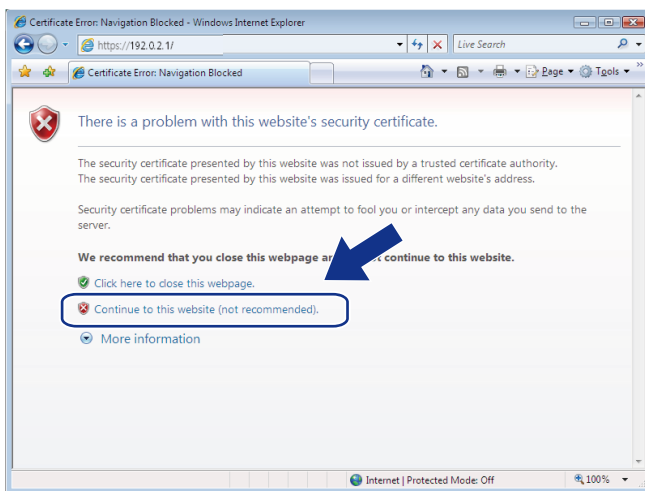 Certificate Error: Navigation Blocked - Windows Internet Explorer
https://192.0.2.1/
Live Search
Certificate Error: Navigation Blocked
Page
Tools
There is a problem with this website's security certificate.
The security certificate presented by this website was not issued by a trusted certificate authority.
The security certificate presented by this website was issued for a different website's address.
Security certificate problems may indicate an attempt to fool you or intercept any data you send to the
server.
We recommend that you close this webpage continue to this website.
Click here to close this webpage.
Continue to this website (not recommended).
More information
Internet | Protected Mode: Off
100%